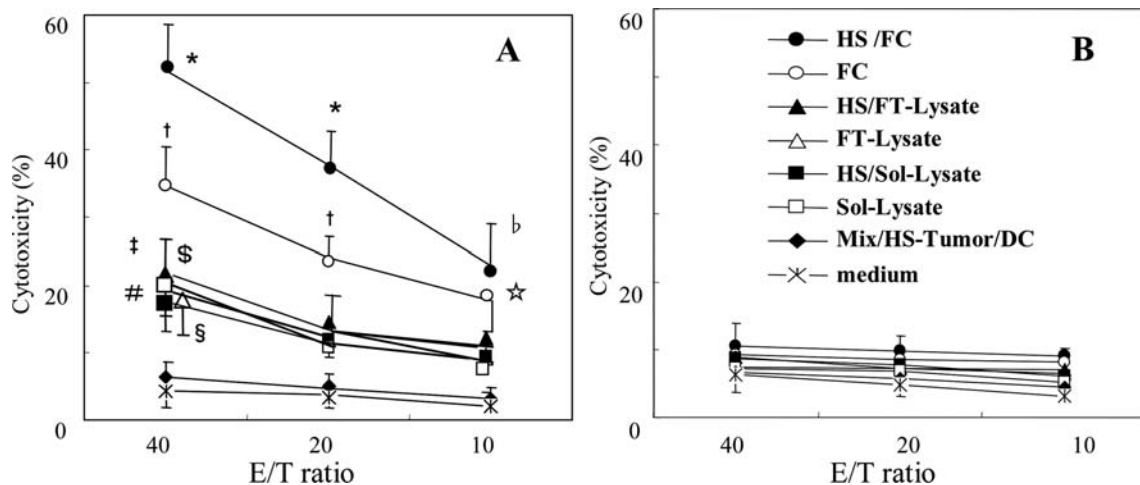 60
A
*
*
†
40
†
♭
‡
$
20
☆
#
§
0
40
20
10
Cytotoxicity (%)
E/T ratio
60
B
HS /FC
FC
HS/FT-Lysate
40
FT-Lysate
HS/Sol-Lysate
Sol-Lysate
Mix/HS-Tumor/DC
20
medium
0
40
20
10
Cytotoxicity (%)
E/T ratio